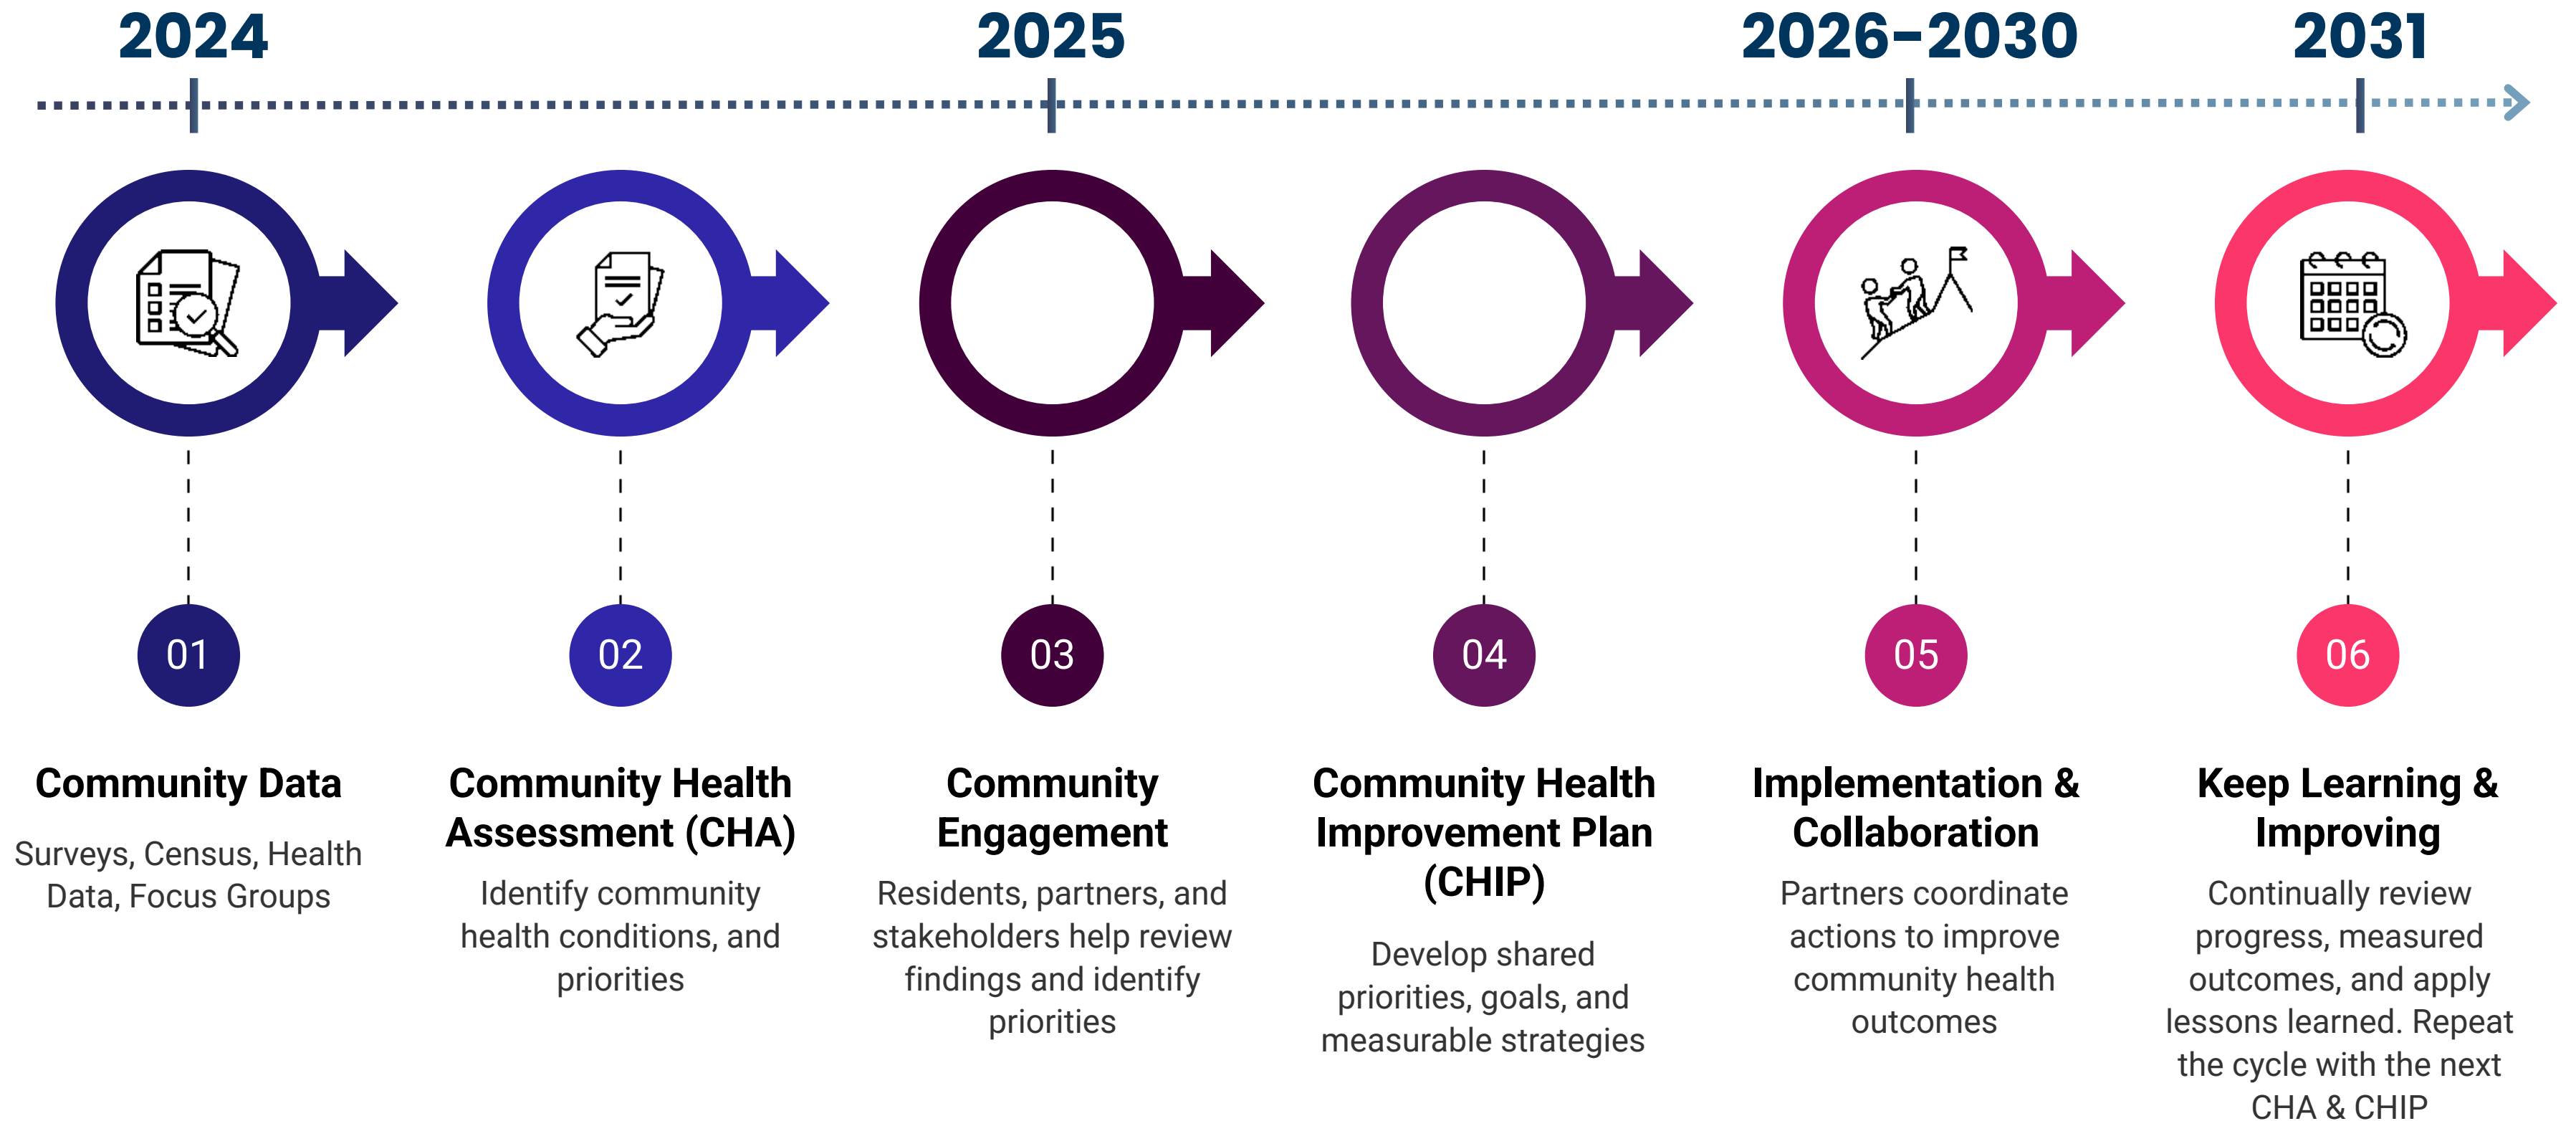 2024
2025
2026-2030
2031
01
02
03
04
05
06
Community Data
Surveys, Census, Health
Data, Focus Groups
Community Health
Assessment (CHA)
Identify community
health conditions, and
priorities
Community
Engagement
Residents, partners, and
stakeholders help review
findings and identify
priorities
Community Health
Improvement Plan
(CHIP)
Develop shared
priorities, goals, and
measurable strategies
Implementation &
Collaboration
Partners coordinate
actions to improve
community health
outcomes
Keep Learning &
Improving
Continually review
progress, measured
outcomes, and apply
lessons learned. Repeat
the cycle with the next
CHA & CHIP